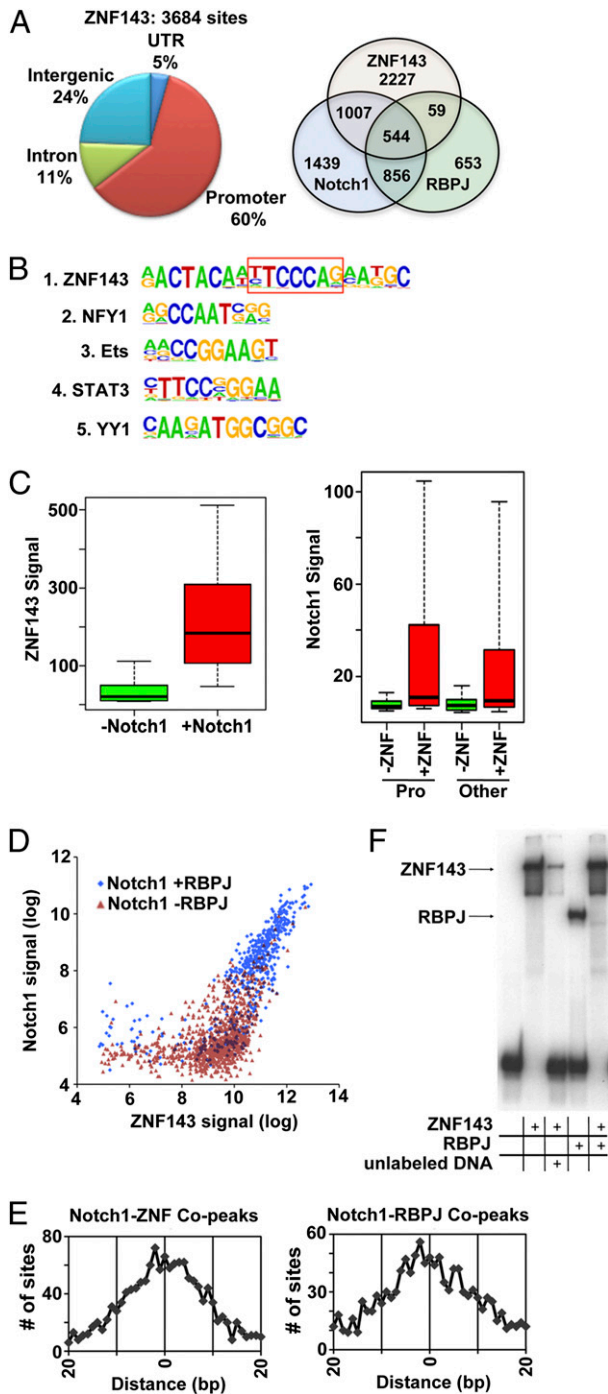 A
ZNF143: 3684 sites
UTR
5%
Intergenic
24%
Intron
11%
Promoter
60%
ZNF143
2227
1007
59
544
1439
653
Notch1
856
RBPJ
B
1. ZNF143
2. NFY1
CCAAT
3. Ets
CCGGAAGT
4. STAT3
TTCC
GGAA
5. YY1
CAAGATGGCGGC
C
ZNF143 Signal
500
300
100
-Notch1
+Notch1
Notch1 Signal
100
60
20
-ZNF
+ZNF
-ZNF
+ZNF
Pro
Other
D
Notch1 signal (log)
12
10
8
6
4
Notch1 +RBPJ
Notch1 -RBPJ
4
6
8
10
12
14
ZNF143 signal (log)
F
ZNF143
RBPJ
ZNF143 + + +
RBPJ + +
unlabeled DNA +
E
Notch1-ZNF Co-peaks
# of sites
80
40
0
20
0
20
Distance (bp)
Notch1-RBPJ Co-peaks
# of sites
60
30
0
20
0
20
Distance (bp)